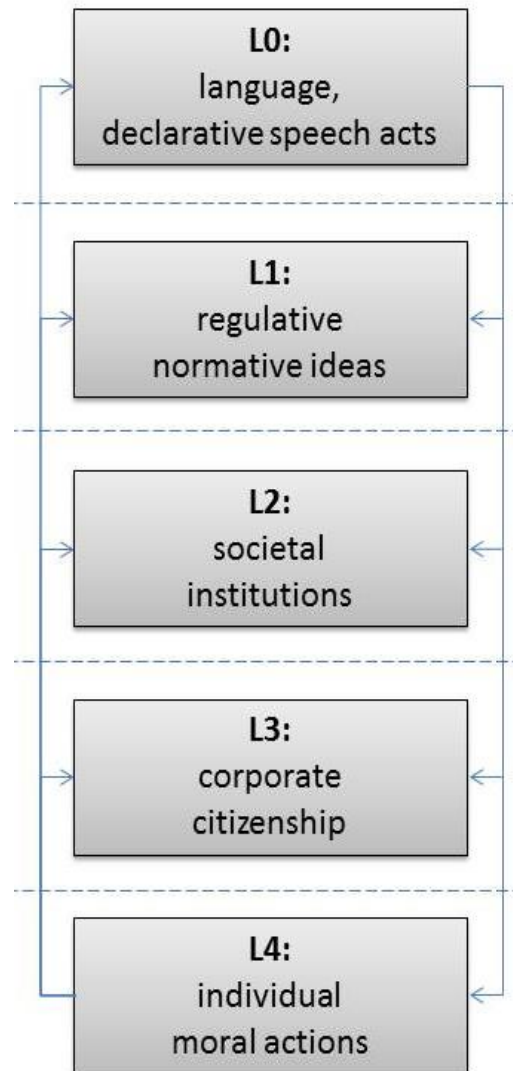 L0:
language,
declarative speech acts
L1:
regulative
normative ideas
L2:
societal
institutions
L3:
corporate
citizenship
L4:
individual
moral actions